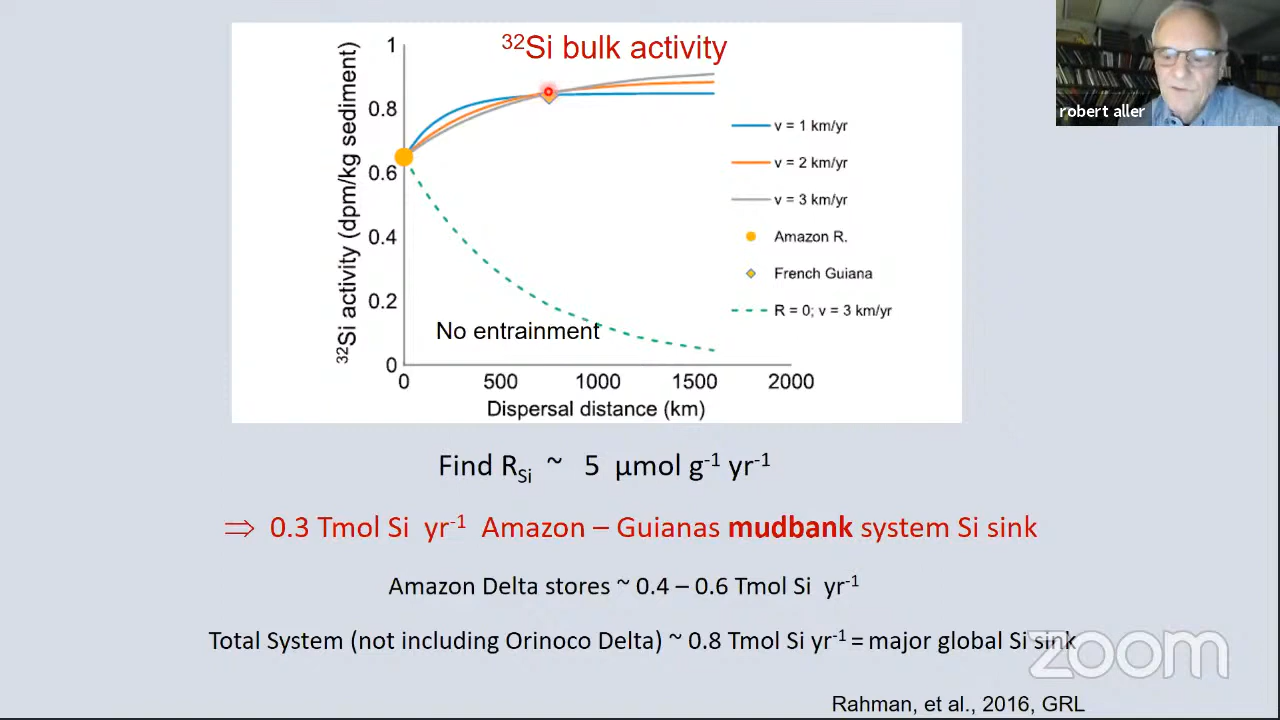 ³²Si bulk activity
³²Si activity (dpm/kg sediment)
1
0.8
0.6
0.4
0.2
0
0
500
1000
1500
2000
Dispersal distance (km)
No entrainment
v = 1 km/yr
v = 2 km/yr
v = 3 km/yr
Amazon R.
French Guiana
R = 0; v = 3 km/yr
robert aller
Find R_Si ~ 5 μmol g⁻¹ yr⁻¹
⇒ 0.3 Tmol Si yr⁻¹ Amazon – Guianas mudbank system Si sink
Amazon Delta stores ~ 0.4 – 0.6 Tmol Si yr⁻¹
Total System (not including Orinoco Delta) ~ 0.8 Tmol Si yr⁻¹ = major global Si sink
zoom
Rahman, et al., 2016, GRL